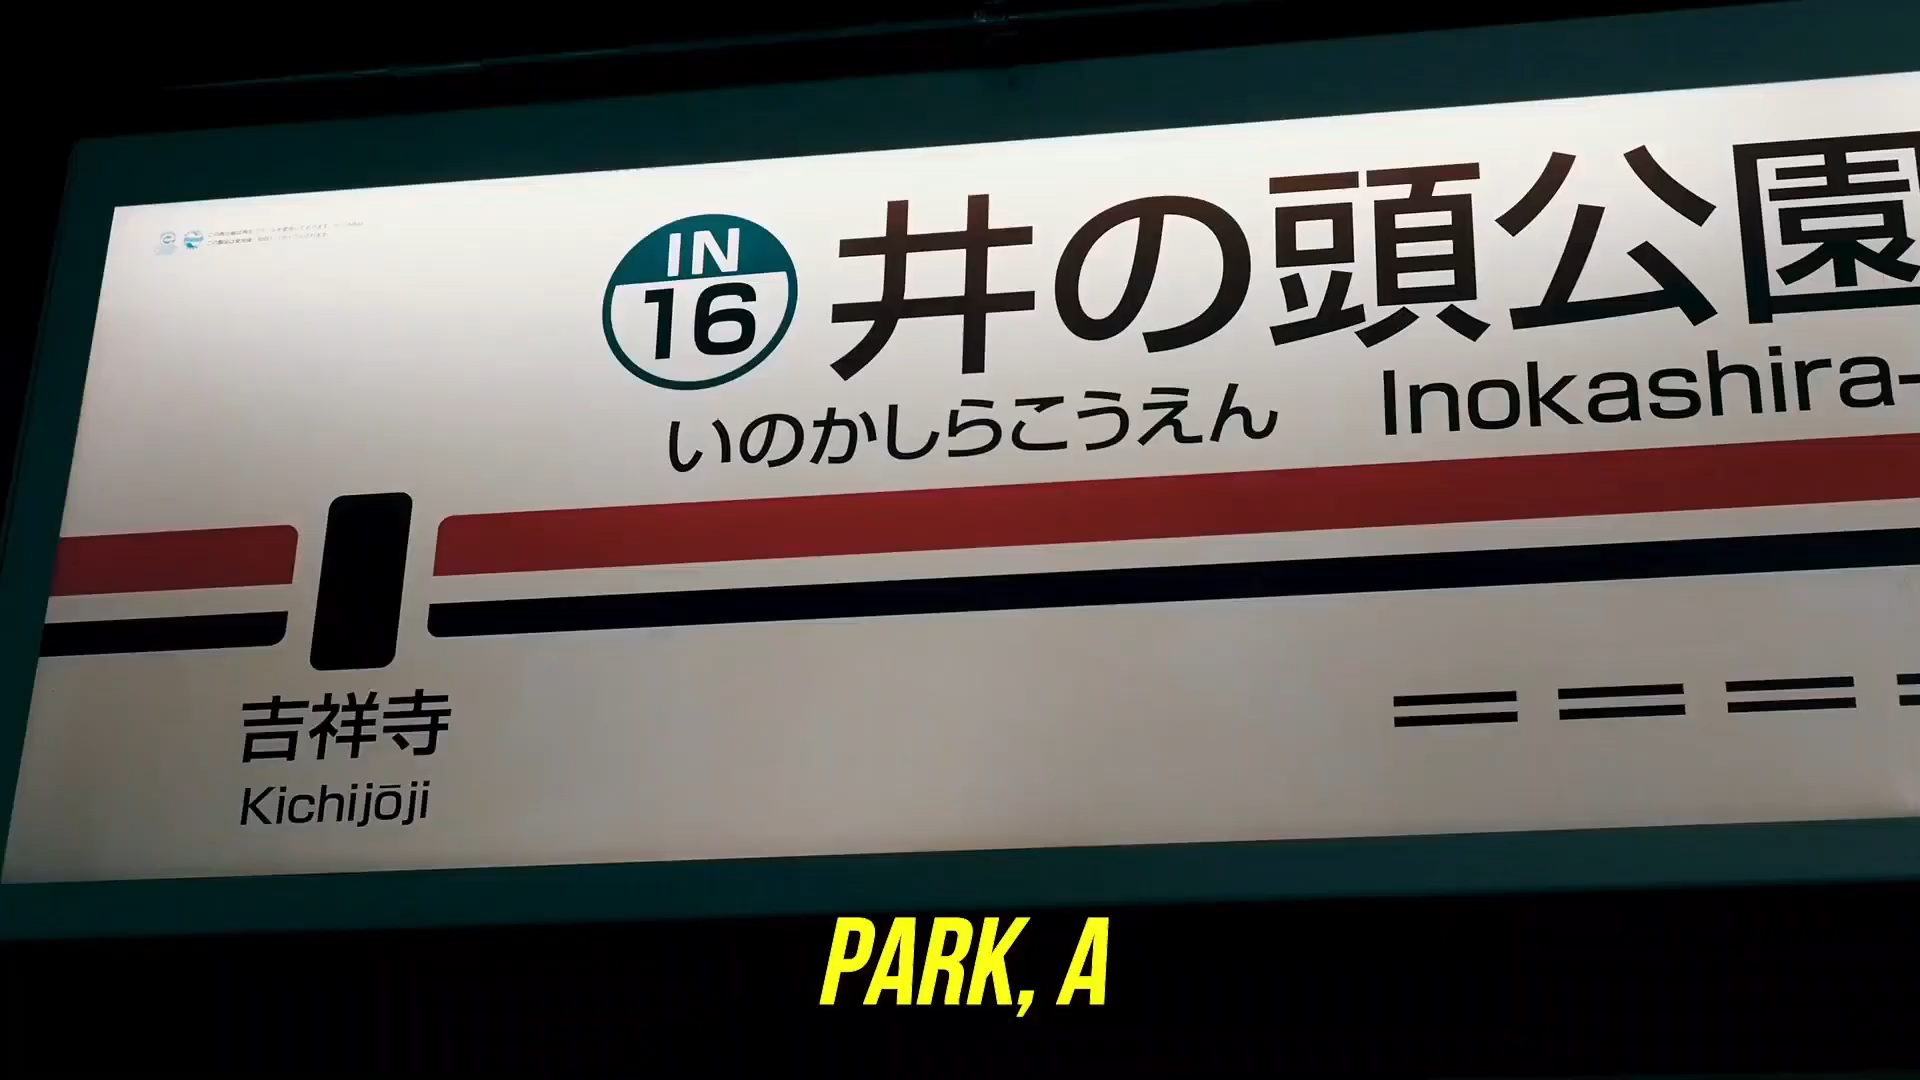 IN
16
井の頭公園
いのかしらこうえん Inokashira-
吉祥寺
Kichijōji
PARK, A